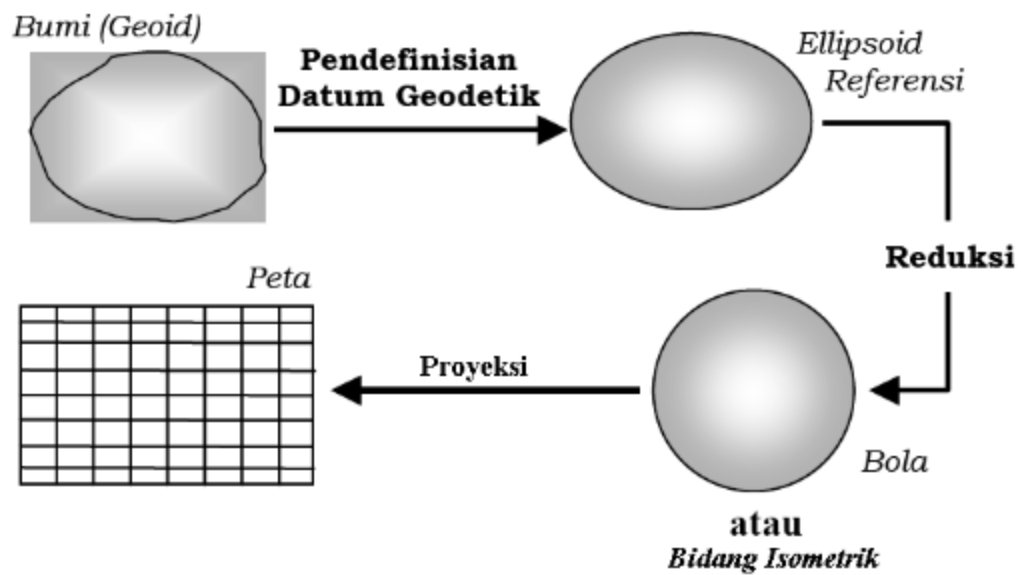 Bumi (Geoid)
Pendefinisian
Datum Geodetik
Ellipsoid
Referensi
Reduksi
Peta
Proyeksi
Bola
atau
Bidang Isometrik